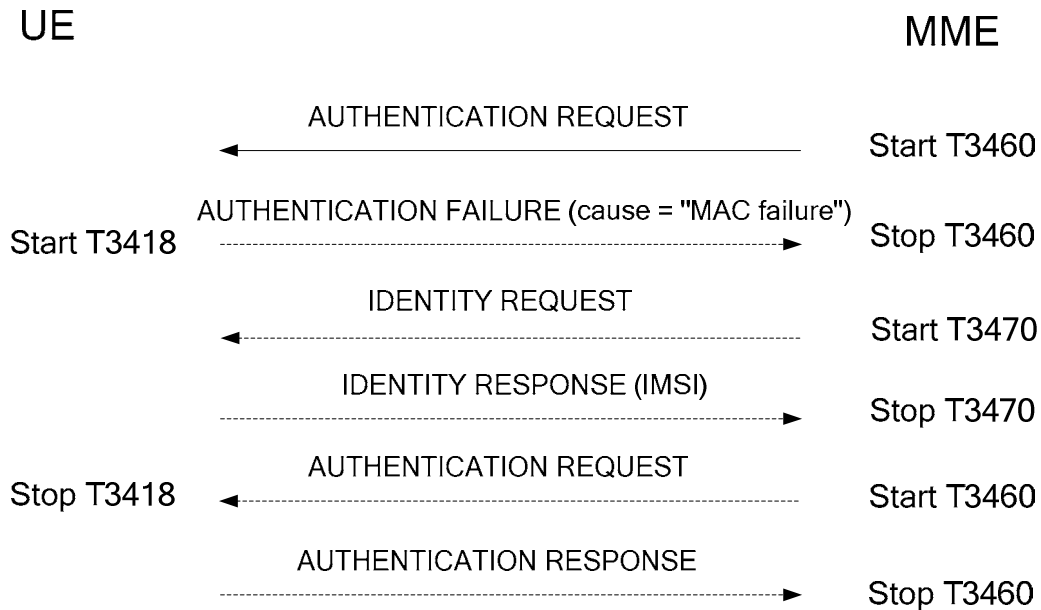 UE
MME
AUTHENTICATION REQUEST
Start T3460
AUTHENTICATION FAILURE (cause = "MAC failure")
Start T3418
Stop T3460
IDENTITY REQUEST
Start T3470
IDENTITY RESPONSE (IMSI)
Stop T3470
AUTHENTICATION REQUEST
Stop T3418
Start T3460
AUTHENTICATION RESPONSE
Stop T3460